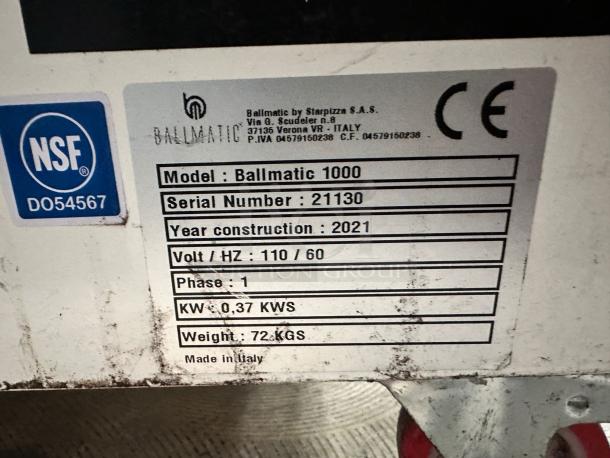 NSF®
DO54567
BALLMATIC
Ballmatic by Starpizza S.A.S.
Via G. Scudeler n.8
37135 Verona VR - ITALY
P.IVA 04579150238 C.F. 04579150238
CE
Model : Ballmatic 1000
Serial Number : 21130
Year construction : 2021
Volt / HZ : 110 / 60
Phase : 1
KW : 0,37 KWS
Weight : 72 KGS
Made in Italy